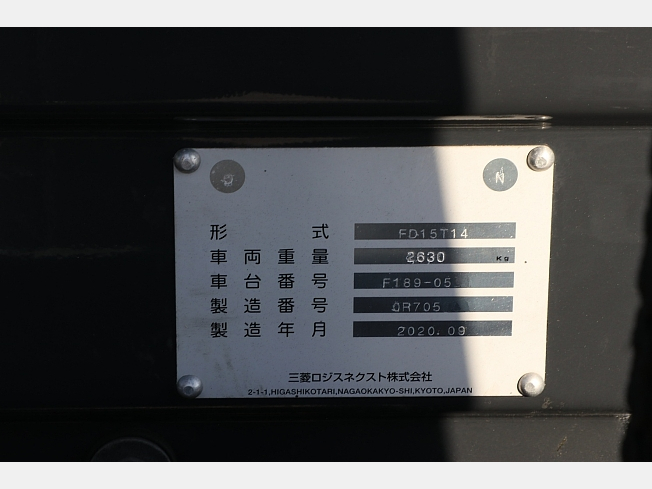 N
形式 FD15T14
車両重量 2630 Kg
車台番号 F189-05
製造番号 0R705
製造年月 2020.09
三菱ロジスネクスト株式会社
2-1-1,HIGASHIKOTARI,NAGAOKAKYO-SHI,KYOTO,JAPAN